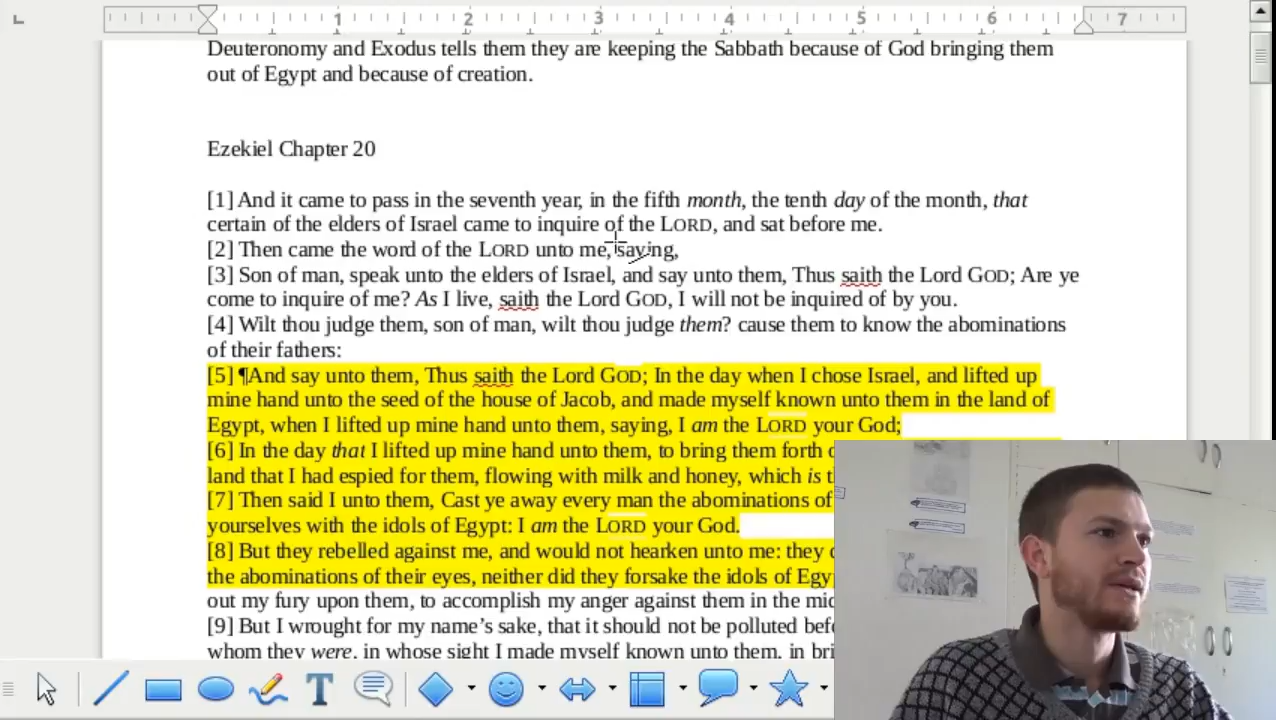 1 2 3 4 5 6 7
Deuteronomy and Exodus tells them they are keeping the Sabbath because of God bringing them
out of Egypt and because of creation.
Ezekiel Chapter 20
[1] And it came to pass in the seventh year, in the fifth month, the tenth day of the month, that
certain of the elders of Israel came to inquire of the LORD, and sat before me.
[2] Then came the word of the LORD unto me, saying,
[3] Son of man, speak unto the elders of Israel, and say unto them, Thus saith the Lord GOD; Are ye
come to inquire of me? As I live, saith the Lord GOD, I will not be inquired of by you.
[4] Wilt thou judge them, son of man, wilt thou judge them? cause them to know the abominations
of their fathers:
[5] ¶And say unto them, Thus saith the Lord GOD; In the day when I chose Israel, and lifted up
mine hand unto the seed of the house of Jacob, and made myself known unto them in the land of
Egypt, when I lifted up mine hand unto them, saying, I am the LORD your God;
[6] In the day that I lifted up mine hand unto them, to bring them forth
land that I had espied for them, flowing with milk and honey, which is
[7] Then said I unto them, Cast ye away every man the abominations of
yourselves with the idols of Egypt: I am the LORD your God.
[8] But they rebelled against me, and would not hearken unto me: they
the abominations of their eyes, neither did they forsake the idols of
out my fury upon them, to accomplish my anger against them in the
[9] But I wrought for my name's sake, that it should not be polluted
whom they were, in whose sight I made myself known unto them, in
T